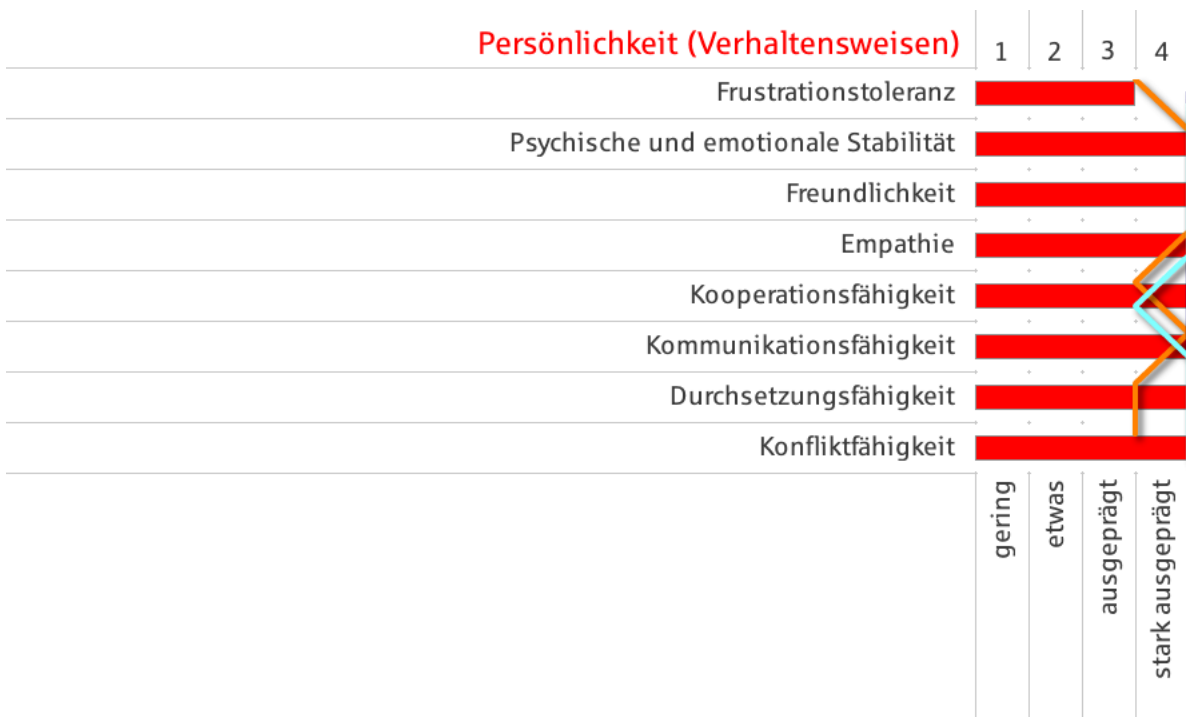 Persönlichkeit (Verhaltensweisen) 1 2 3 4
Frustrationstoleranz
Psychische und emotionale Stabilität
Freundlichkeit
Empathie
Kooperationsfähigkeit
Kommunikationsfähigkeit
Durchsetzungsfähigkeit
Konfliktfähigkeit
gering
etwas
ausgeprägt
stark ausgeprägt